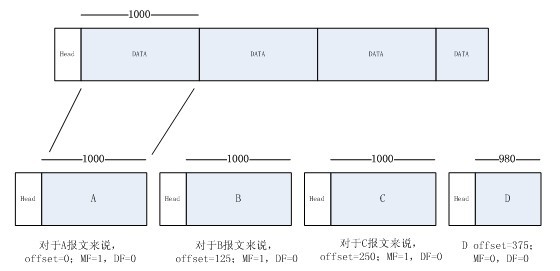 1000
Head DATA DATA DATA DATA
1000 1000 1000 980
Head A Head B Head C Head D
对于A报文来说，
offset=0; MF=1, DF=0
对于B报文来说，
offset=125; MF=1, DF=0
对于C报文来说，
offset=250; MF=1, DF=0
D offset=375;
MF=0, DF=0